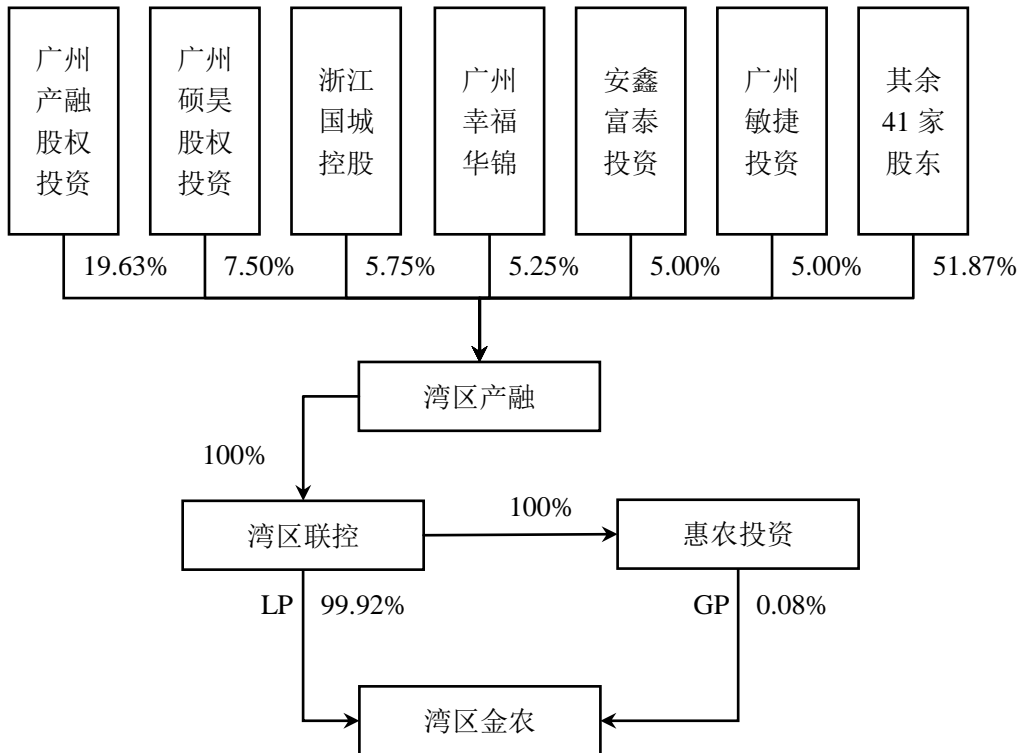 广州
产融
股权
投资
广州
硕昊
股权
投资
浙江
国城
控股
广州
幸福
华锦
安鑫
富泰
投资
广州
敏捷
投资
其余
41 家
股东
19.63%
7.50%
5.75%
5.25%
5.00%
5.00%
51.87%
湾区产融
100%
湾区联控
100%
惠农投资
LP
99.92%
GP
0.08%
湾区金农